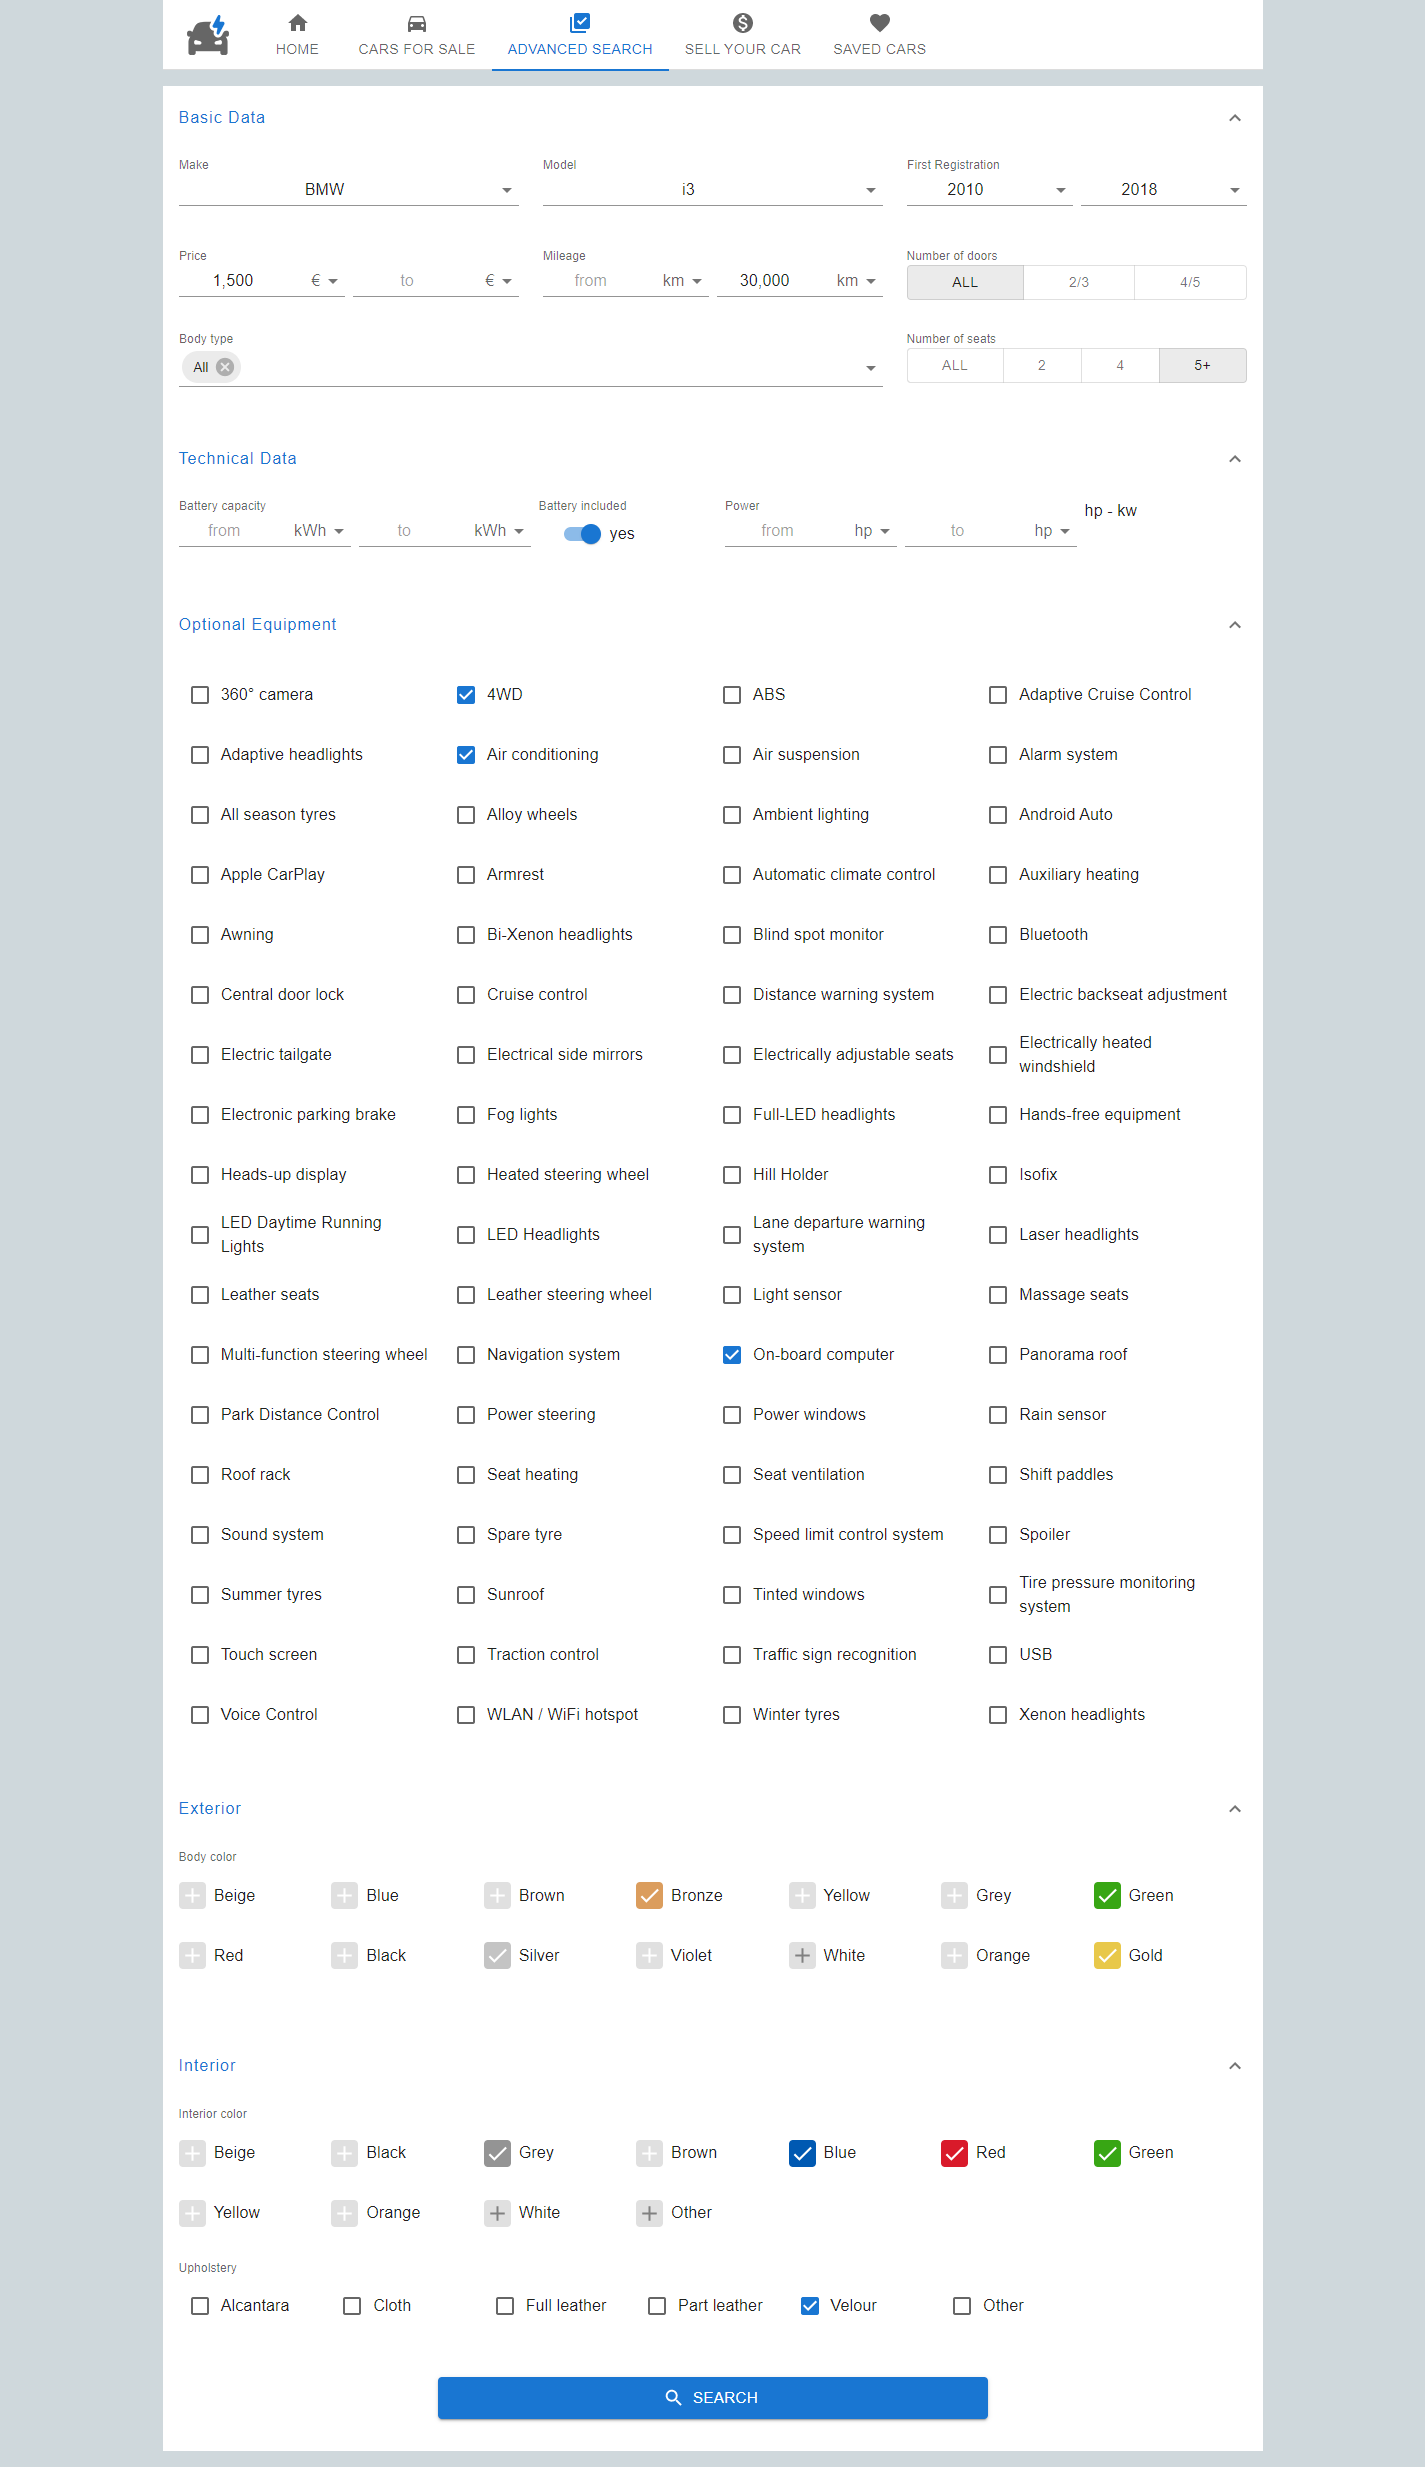 HOME
CARS FOR SALE
ADVANCED SEARCH
SELL YOUR CAR
SAVED CARS
Basic Data
Make
Model
First Registration
BMW
i3
2010
2018
Price
Mileage
Number of doors
1,500 €
to €
from km
30,000 km
ALL
2/3
4/5
Body type
Number of seats
All
ALL
2
4
5+
Technical Data
Battery capacity
Battery included
Power
hp - kw
from kWh
to kWh
yes
from hp
to hp
Optional Equipment
360° camera
4WD
ABS
Adaptive Cruise Control
Adaptive headlights
Air conditioning
Air suspension
Alarm system
All season tyres
Alloy wheels
Ambient lighting
Android Auto
Apple CarPlay
Armrest
Automatic climate control
Auxiliary heating
Awning
Bi-Xenon headlights
Blind spot monitor
Bluetooth
Central door lock
Cruise control
Distance warning system
Electric backseat adjustment
Electric tailgate
Electrical side mirrors
Electrically adjustable seats
Electrically heated
windshield
Electronic parking brake
Fog lights
Full-LED headlights
Hands-free equipment
Heads-up display
Heated steering wheel
Hill Holder
Isofix
LED Daytime Running
Lights
LED Headlights
Lane departure warning
system
Laser headlights
Leather seats
Leather steering wheel
Light sensor
Massage seats
Multi-function steering wheel
Navigation system
On-board computer
Panorama roof
Park Distance Control
Power steering
Power windows
Rain sensor
Roof rack
Seat heating
Seat ventilation
Shift paddles
Sound system
Spare tyre
Speed limit control system
Spoiler
Summer tyres
Sunroof
Tinted windows
Tire pressure monitoring
system
Touch screen
Traction control
Traffic sign recognition
USB
Voice Control
WLAN / WiFi hotspot
Winter tyres
Xenon headlights
Exterior
Body color
Beige
Blue
Brown
Bronze
Yellow
Grey
Green
Red
Black
Silver
Violet
White
Orange
Gold
Interior
Interior color
Beige
Black
Grey
Brown
Blue
Red
Green
Yellow
Orange
White
Other
Upholstery
Alcantara
Cloth
Full leather
Part leather
Velour
Other
SEARCH